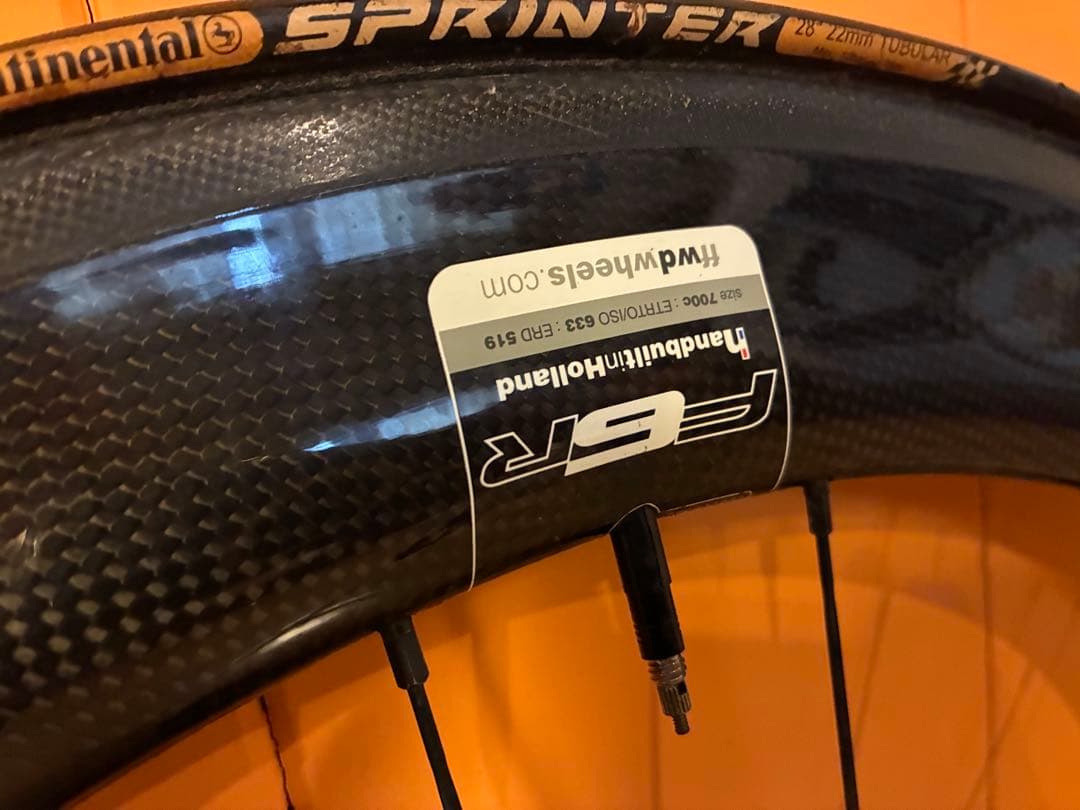 ntinental SPRINTER 28" 22mm TUBULAR
ffwdwheels.com
size 700c : ETRTO/ISO 633 : ERD 519
handbuiltinHolland
F6R